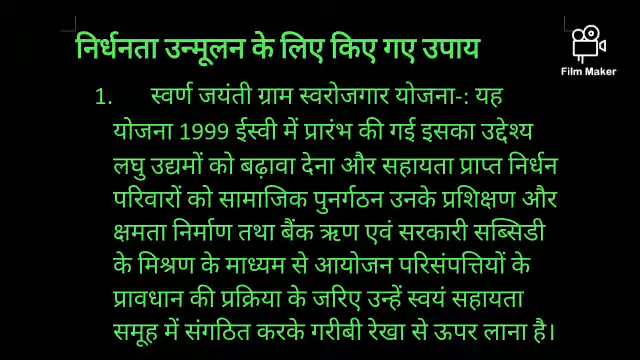 निर्धनता उन्मूलन के लिए किए गए उपाय
Film Maker
1. स्वर्ण जयंती ग्राम स्वरोजगार योजना-: यह
योजना 1999 ईस्वी में प्रारंभ की गई इसका उद्देश्य
लघु उद्यमों को बढ़ावा देना और सहायता प्राप्त निर्धन
परिवारों को सामाजिक पुनर्गठन उनके प्रशिक्षण और
क्षमता निर्माण तथा बैंक ऋण एवं सरकारी सब्सिडी
के मिश्रण के माध्यम से आयोजन परिसंपत्तियों के
प्रावधान की प्रक्रिया के जरिए उन्हें स्वयं सहायता
समूह में संगठित करके गरीबी रेखा से ऊपर लाना है।